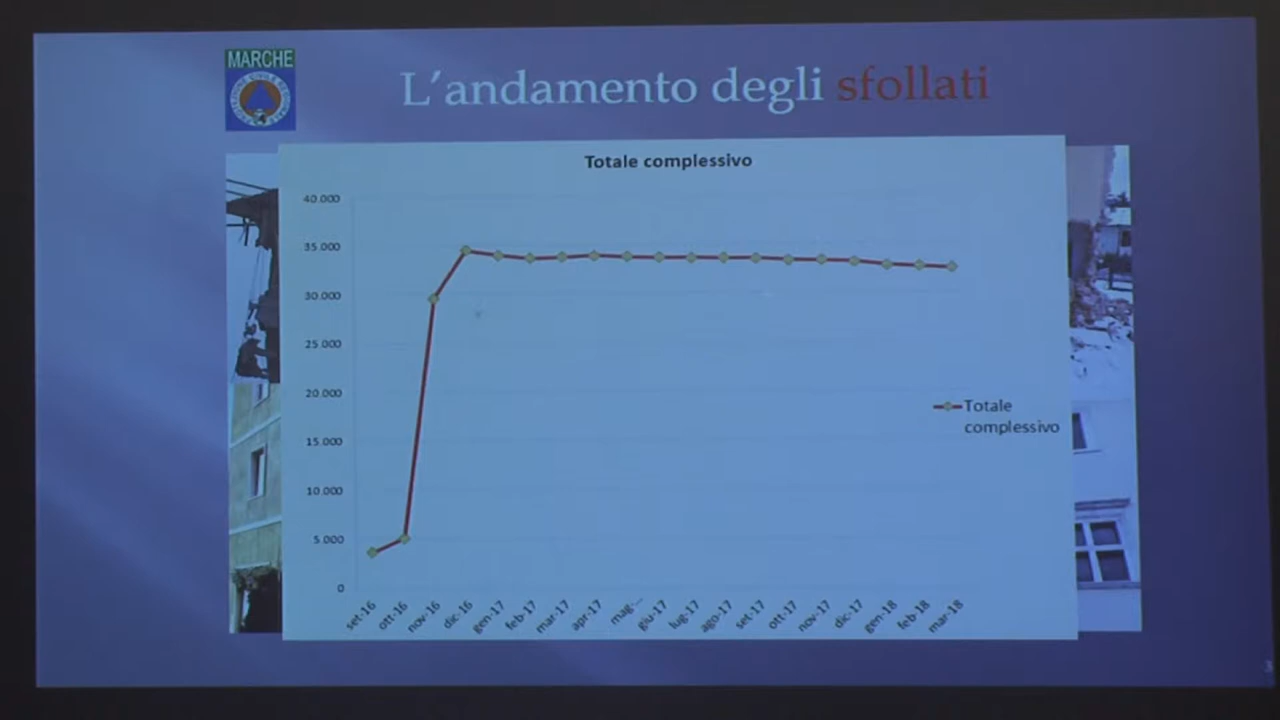 MARCHE
L'andamento degli sfollati
Totale complessivo
40.000
35.000
30.000
25.000
20.000
15.000
10.000
5.000
0
set-16
ott-16
nov-16
dic-16
gen-17
feb-17
mar-17
apr-17
mag-...
giu-17
lug-17
ago-17
set-17
ott-17
nov-17
dic-17
gen-18
feb-18
mar-18
Totale
complessivo